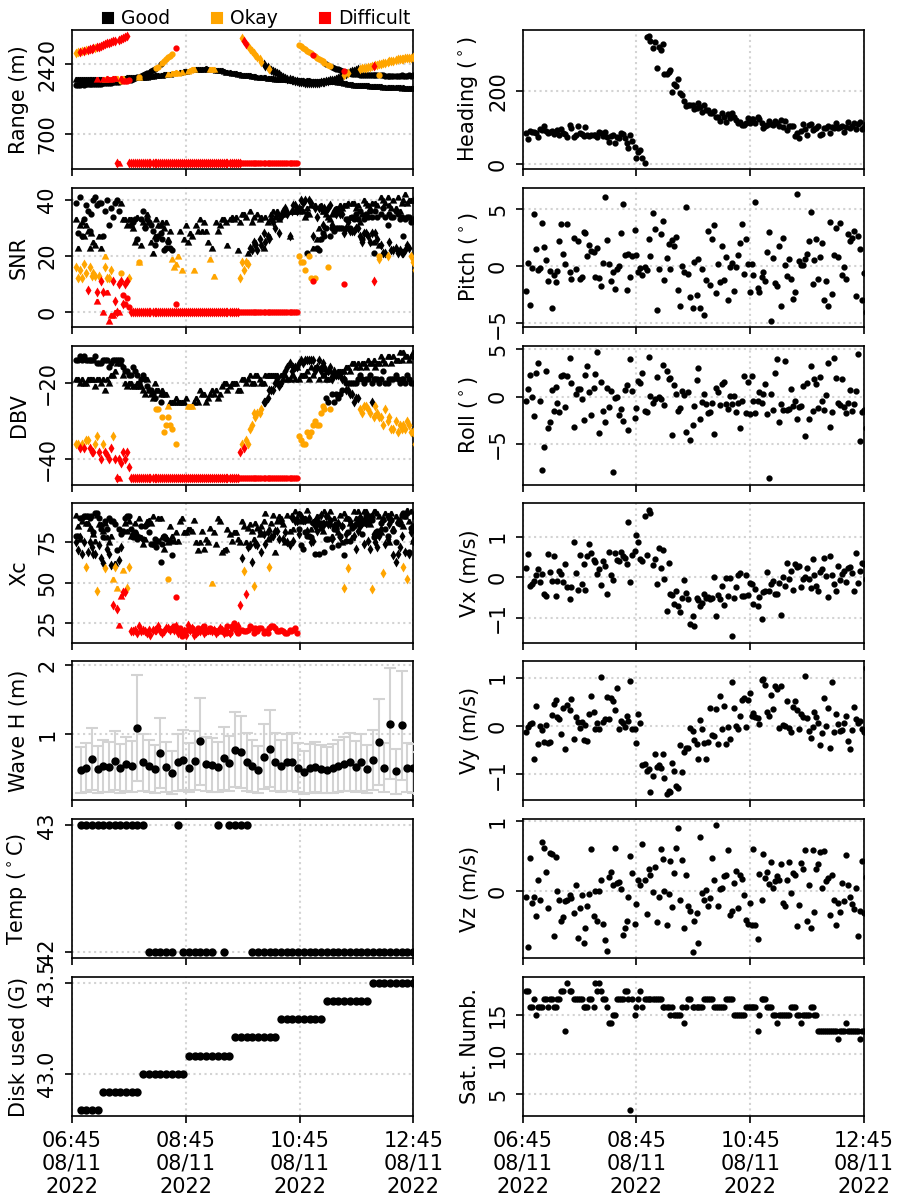 Good Okay Difficult
Range (m)
2420
700
Heading (°)
200
0
SNR
40
20
0
Pitch (°)
5
0
−5
DBV
−20
−40
Roll (°)
5
0
−5
Xc
75
50
25
Vx (m/s)
1
0
−1
Wave H (m)
2
1
Vy (m/s)
1
0
−1
Temp (°C)
43
42
Vz (m/s)
1
0
Disk used (G)
43.5
43.0
Sat. Numb.
15
10
5
06:45 08:45 10:45 12:45 06:45 08:45 10:45 12:45
08/11 08/11 08/11 08/11 08/11 08/11 08/11 08/11
2022 2022 2022 2022 2022 2022 2022 2022